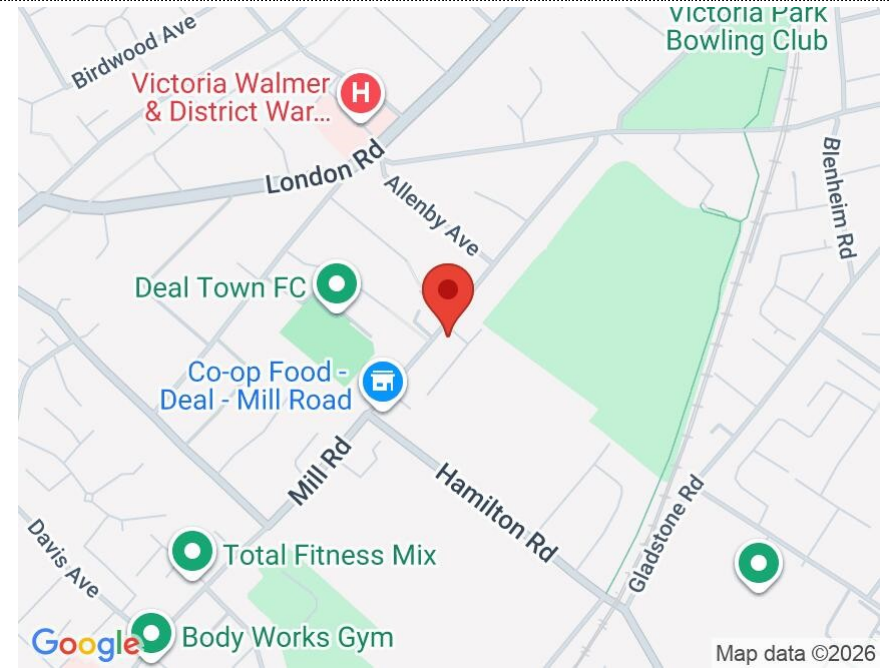 Victoria Park
Bowling Club
Birdwood Ave
Victoria Walmer
& District War...
H
London Rd
Allenby Ave
Blenheim Rd
Deal Town FC
Co-op Food -
Deal - Mill Road
Mill Rd
Hamilton Rd
Gladstone Rd
Davis Ave
Total Fitness Mix
Body Works Gym
Google
Map data ©2026